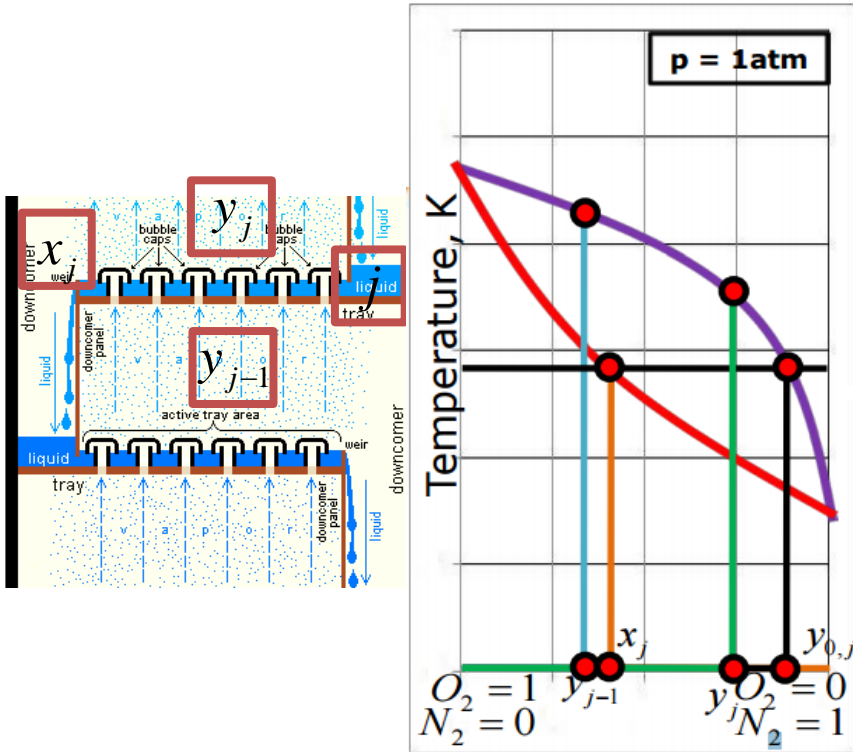 y_j
x_j
j
y_{j-1}
v a p o r
bubble caps
bubble caps
weir
liquid
liquid
downcomer
tray
downcomer panel
liquid
v a p o r
active tray area
weir
liquid
tray
downcomer
downcomer panel
liquid
v a p o r
p = 1atm
Temperature, K
x_j
y_{0,j}
y_{j-1}
y_j
O_2 = 1
N_2 = 0
O_2 = 0
N_2 = 1